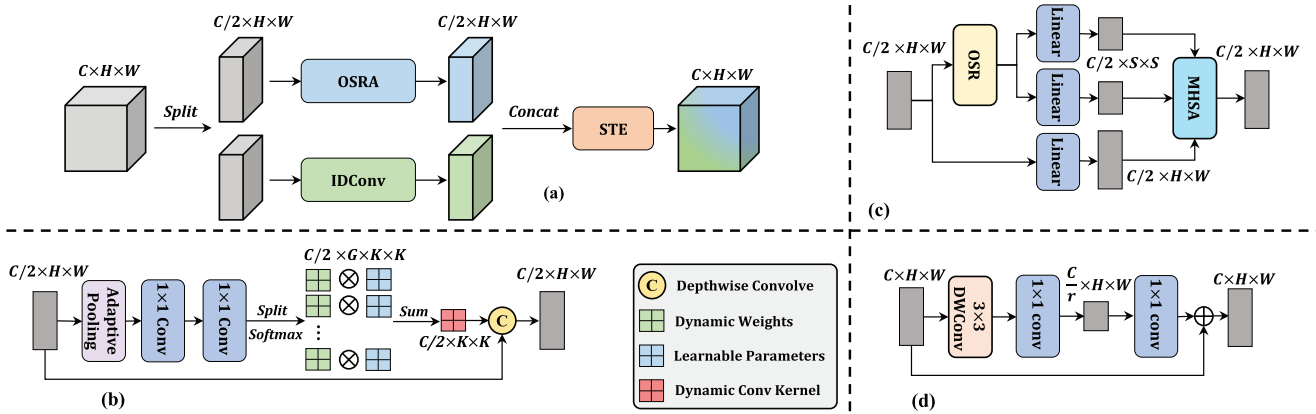 C×H×W
Split
C/2×H×W
OSRA
C/2×H×W
IDConv
Concat
STE
C×H×W
(a)
C/2×H×W
Adaptive
Pooling
1×1 Conv
1×1 Conv
Split
Softmax
C/2×G×K×K
⊗
⊗
⋮
⊗
Sum
C/2×K×K
C
C/2×H×W
(b)
C Depthwise Convolve
Dynamic Weights
Learnable Parameters
Dynamic Conv Kernel
C/2 ×H×W
OSR
Linear
Linear
Linear
C/2 ×S×S
C/2 ×H×W
MHSA
C/2 ×H×W
(c)
C×H×W
3×3
DWConv
1×1 conv
C/r ×H×W
1×1 conv
C×H×W
(d)